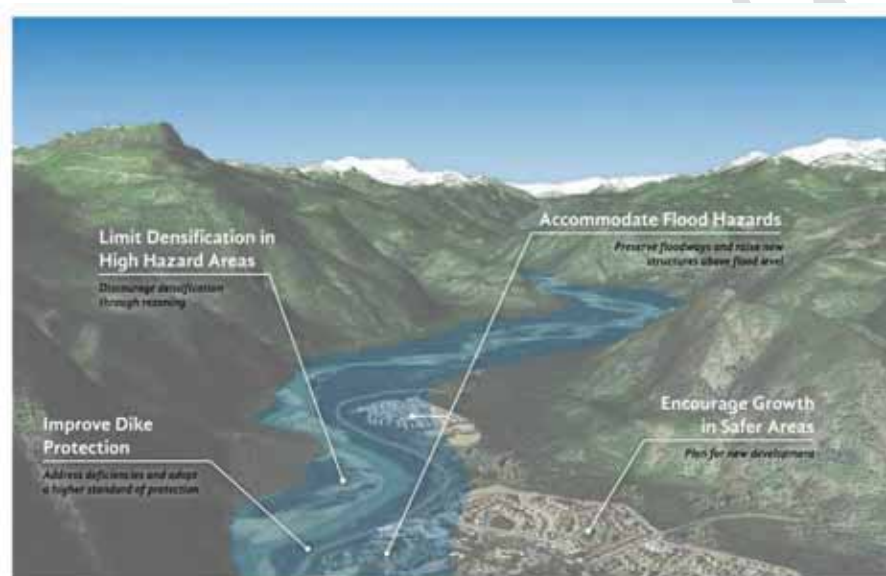 Accommodate Flood Hazards
Preserve floodways and raise new
structures above flood level
Limit Densification in
High Hazard Areas
Discourage densification
through rezoning
Encourage Growth
in Safer Areas
Plan for new development
Improve Dike
Protection
Address deficiencies and adopt
a higher standard of protection